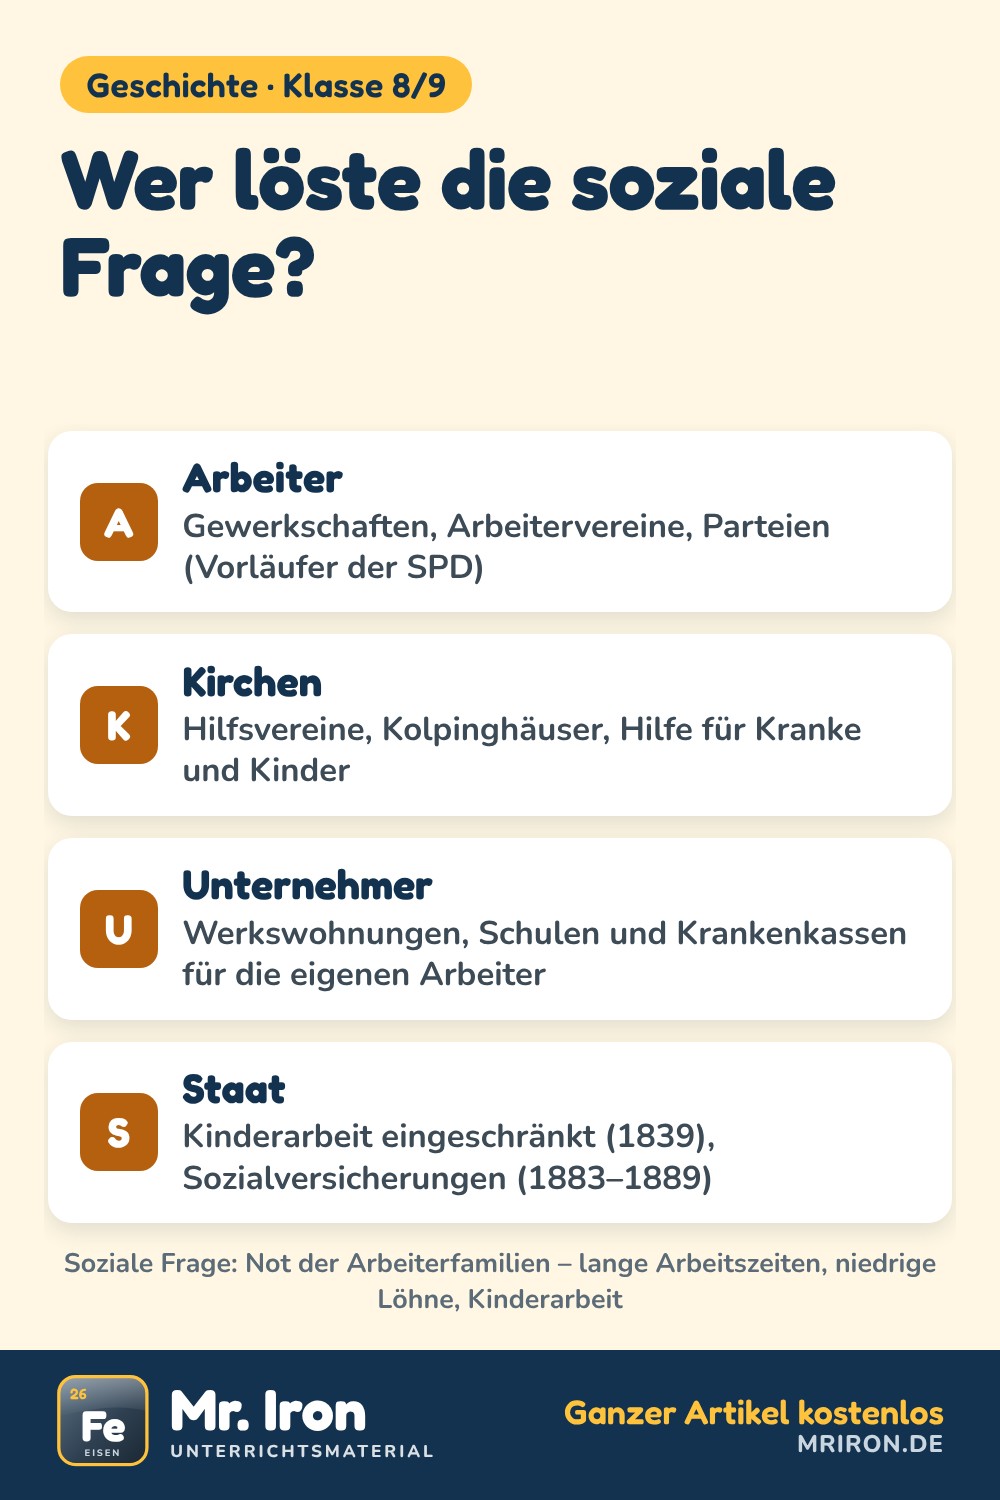 Geschichte · Klasse 8/9
Wer löste die soziale
Frage?
A
Arbeiter
Gewerkschaften, Arbeitervereine, Parteien
(Vorläufer der SPD)
K
Kirchen
Hilfsvereine, Kolpinghäuser, Hilfe für Kranke
und Kinder
U
Unternehmer
Werkswohnungen, Schulen und Krankenkassen
für die eigenen Arbeiter
S
Staat
Kinderarbeit eingeschränkt (1839),
Sozialversicherungen (1883–1889)
Soziale Frage: Not der Arbeiterfamilien – lange Arbeitszeiten, niedrige
Löhne, Kinderarbeit
26
Fe
EISEN
Mr. Iron
UNTERRICHTSMATERIAL
Ganzer Artikel kostenlos
MRIRON.DE